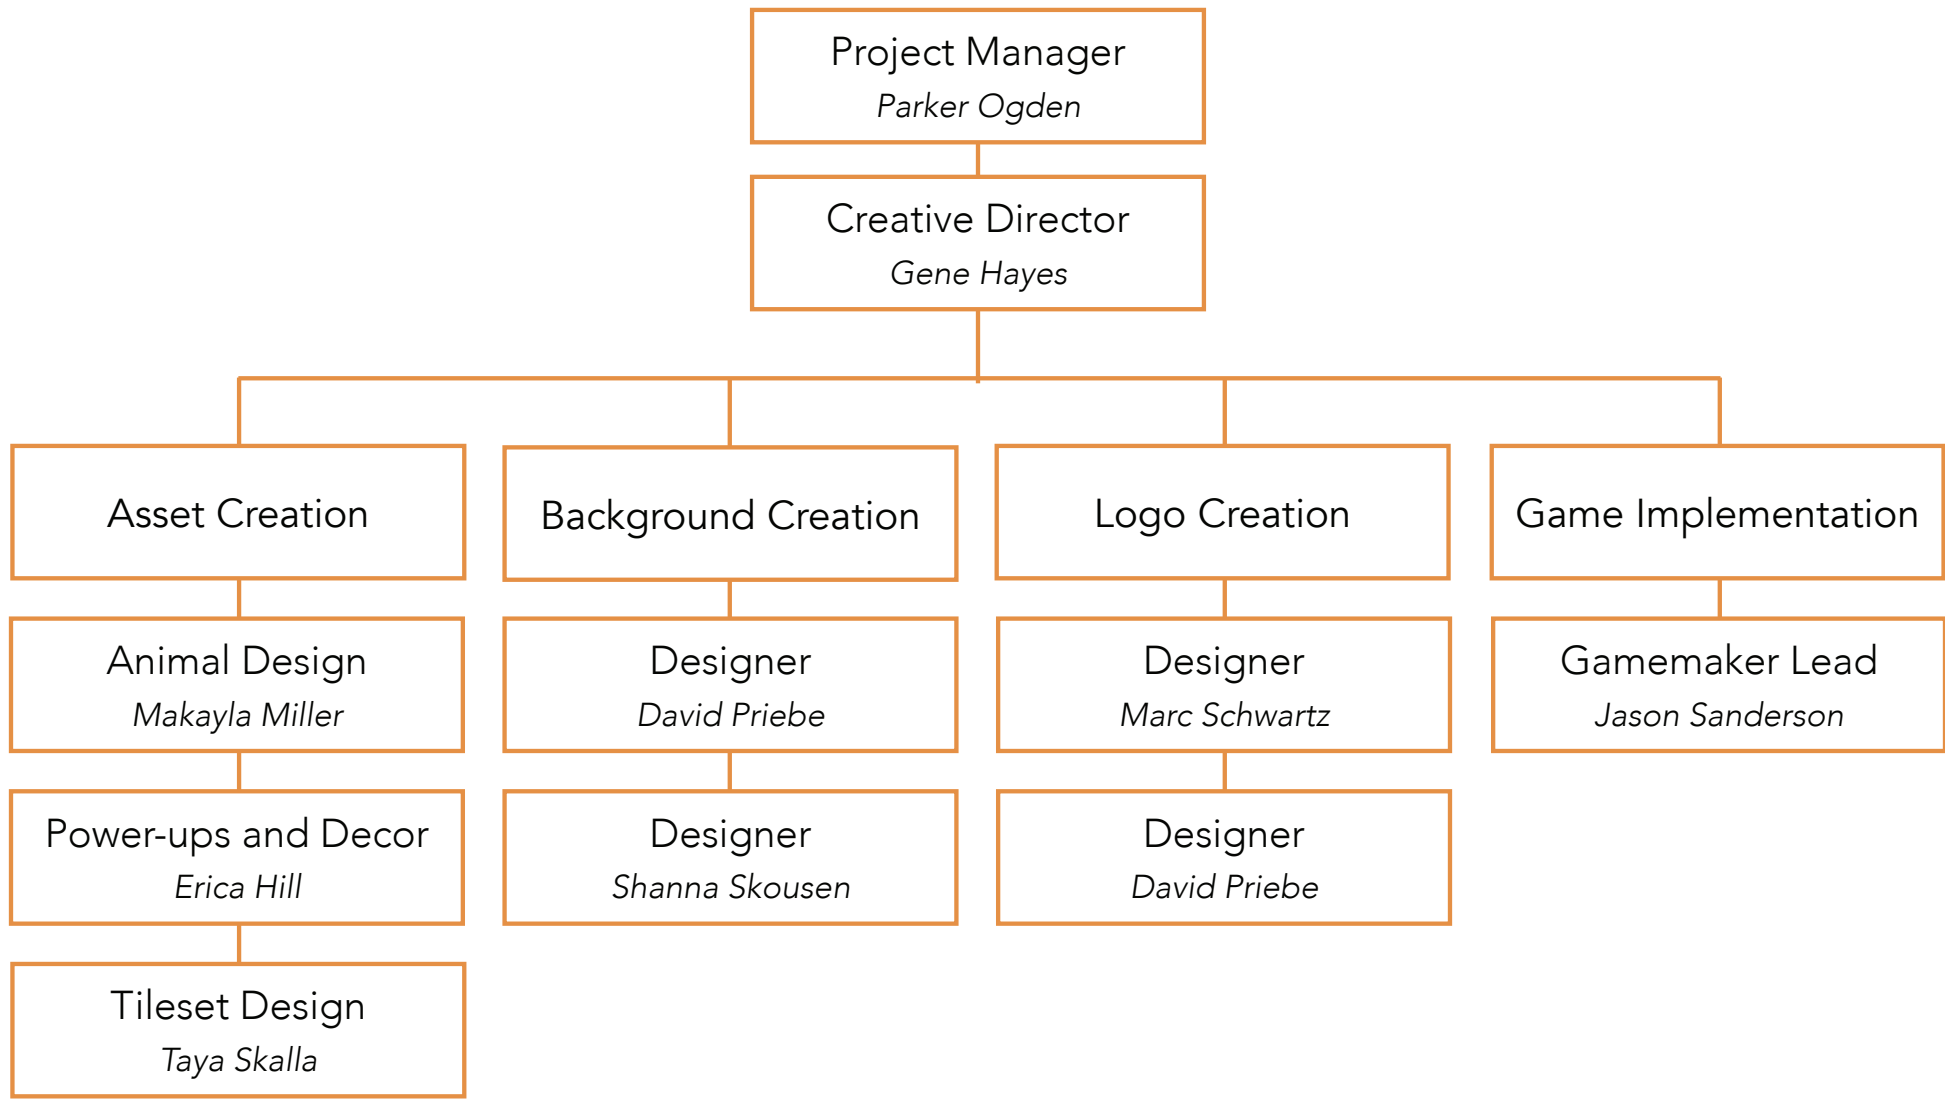 Project Manager
Parker Ogden
Creative Director
Gene Hayes
Asset Creation
Background Creation
Logo Creation
Game Implementation
Animal Design
Makayla Miller
Designer
David Priebe
Designer
Marc Schwartz
Gamemaker Lead
Jason Sanderson
Power-ups and Decor
Erica Hill
Designer
Shanna Skousen
Designer
David Priebe
Tileset Design
Taya Skalla